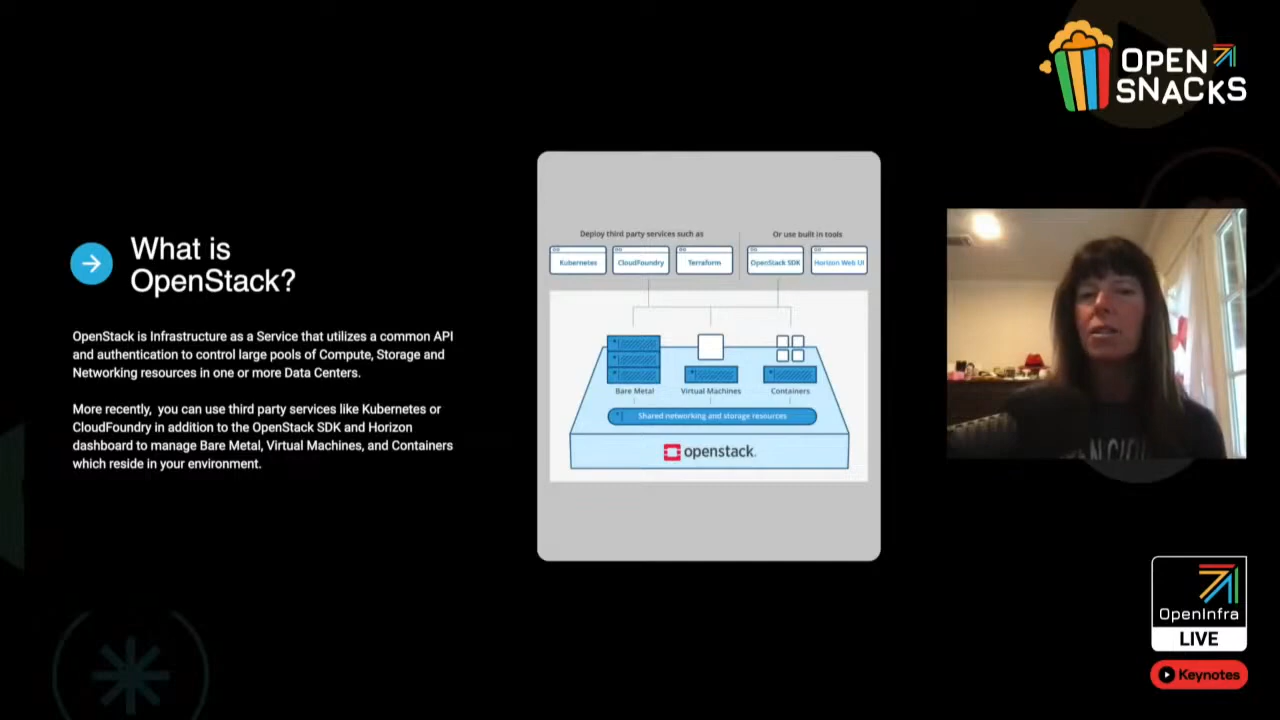 OPEN
SNACKS
What is
OpenStack?
OpenStack is Infrastructure as a Service that utilizes a common API
and authentication to control large pools of Compute, Storage and
Networking resources in one or more Data Centers.
More recently, you can use third party services like Kubernetes or
CloudFoundry in addition to the OpenStack SDK and Horizon
dashboard to manage Bare Metal, Virtual Machines, and Containers
which reside in your environment.
Deploy third party services such as
Or use built in tools
Kubernetes
CloudFoundry
Terraform
OpenStack SDK
Horizon Web UI
Bare Metal
Virtual Machines
Containers
Shared networking and storage resources
openstack.
OpenInfra
LIVE
Keynotes